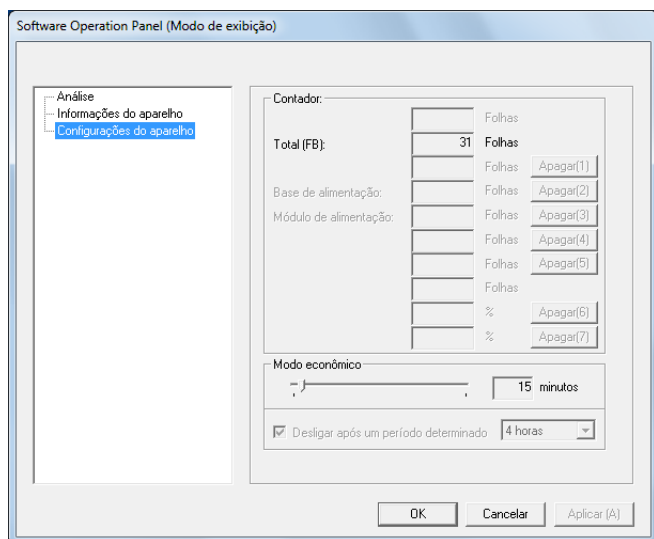 Software Operation Panel (Modo de exibição)
Análise
Informações do aparelho
Configurações do aparelho
Contador:
Folhas
Total (FB): 31 Folhas
Folhas Apagar(1)
Base de alimentação: Folhas Apagar(2)
Módulo de alimentação: Folhas Apagar(3)
Folhas Apagar(4)
Folhas Apagar(5)
Folhas
% Apagar(6)
% Apagar(7)
Modo econômico
15 minutos
Desligar após um período determinado 4 horas
OK Cancelar Aplicar (A)